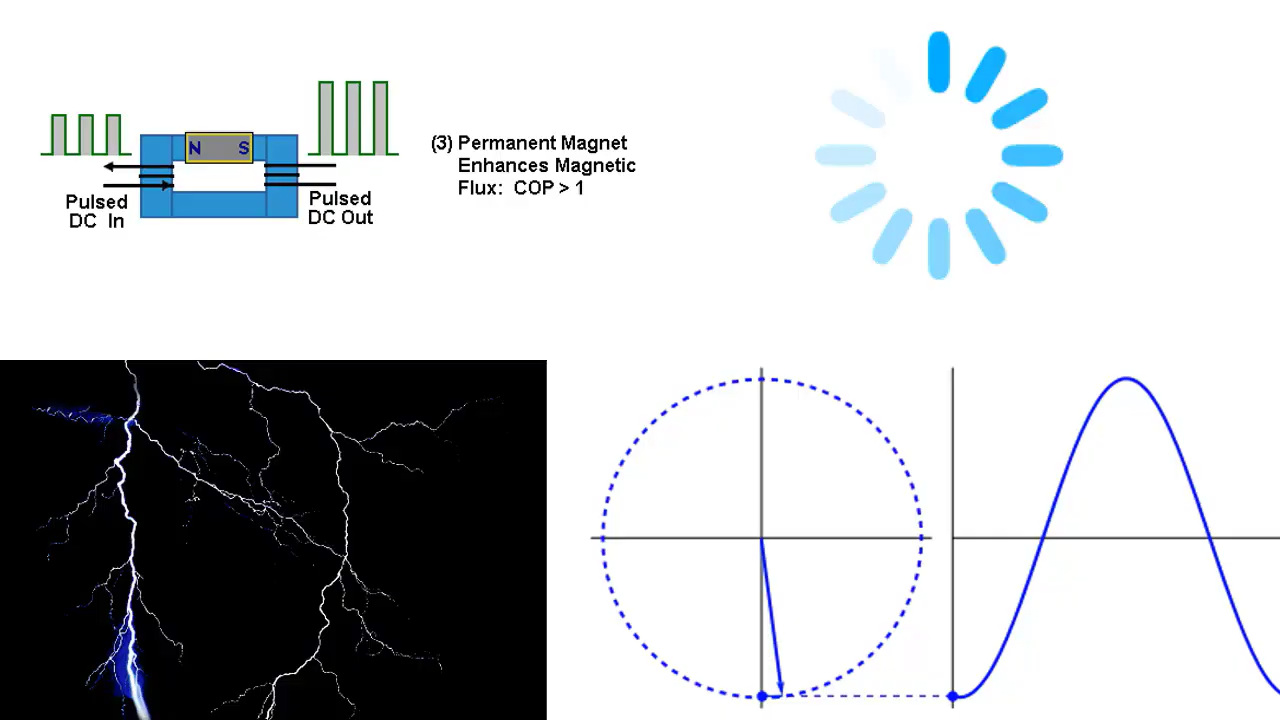 N S
(3) Permanent Magnet
Enhances Magnetic
Flux: COP > 1
Pulsed
DC In
Pulsed
DC Out